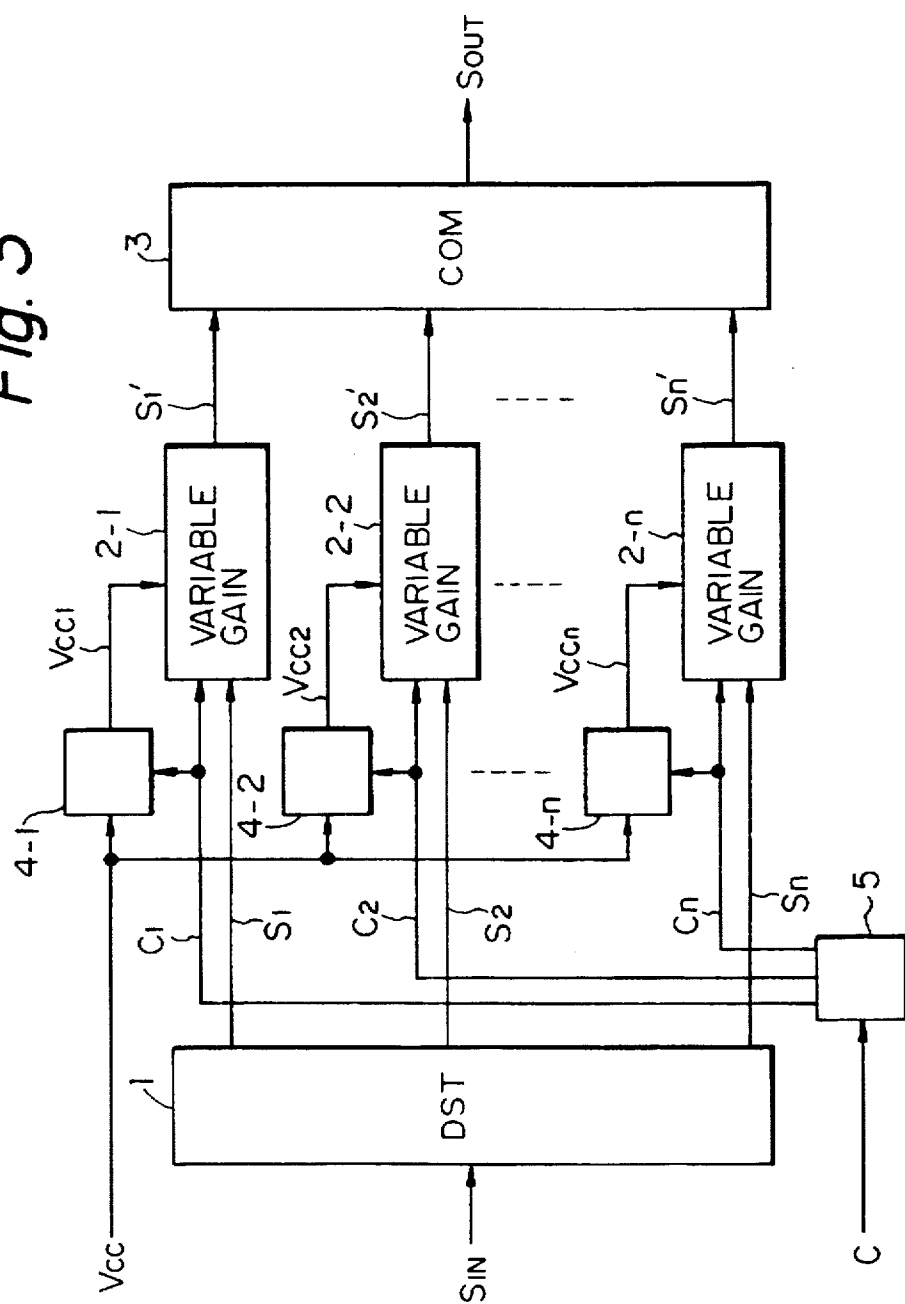 Fig.
Vcc
4-1
Vcc1
2-1
VARIABLE
GAIN
S1'
3
COM
SOUT
C1
S1
4-2
Vcc2
2-2
VARIABLE
GAIN
S2'
C2
S2
4-n
Vccn
2-n
VARIABLE
GAIN
Sn'
Cn
Sn
1
DST
SIN
5
C